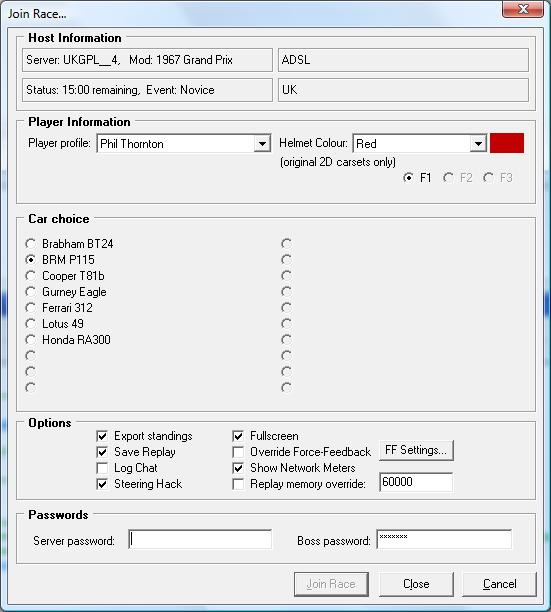 Join Race...
Host Information
Server: UKGPL__4,  Mod: 1967 Grand Prix
ADSL
Status: 15:00 remaining,  Event: Novice
UK
Player Information
Player profile: Phil Thornton
Helmet Colour: Red
(original 2D carsets only)
F1 F2 F3
Car choice
Brabham BT24
BRM P115
Cooper T81b
Gurney Eagle
Ferrari 312
Lotus 49
Honda RA300
Options
Export standings
Fullscreen
Save Replay
Override Force-Feedback
FF Settings...
Log Chat
Show Network Meters
Steering Hack
Replay memory override: 60000
Passwords
Server password:
Boss password: *******
Join Race
Close
Cancel